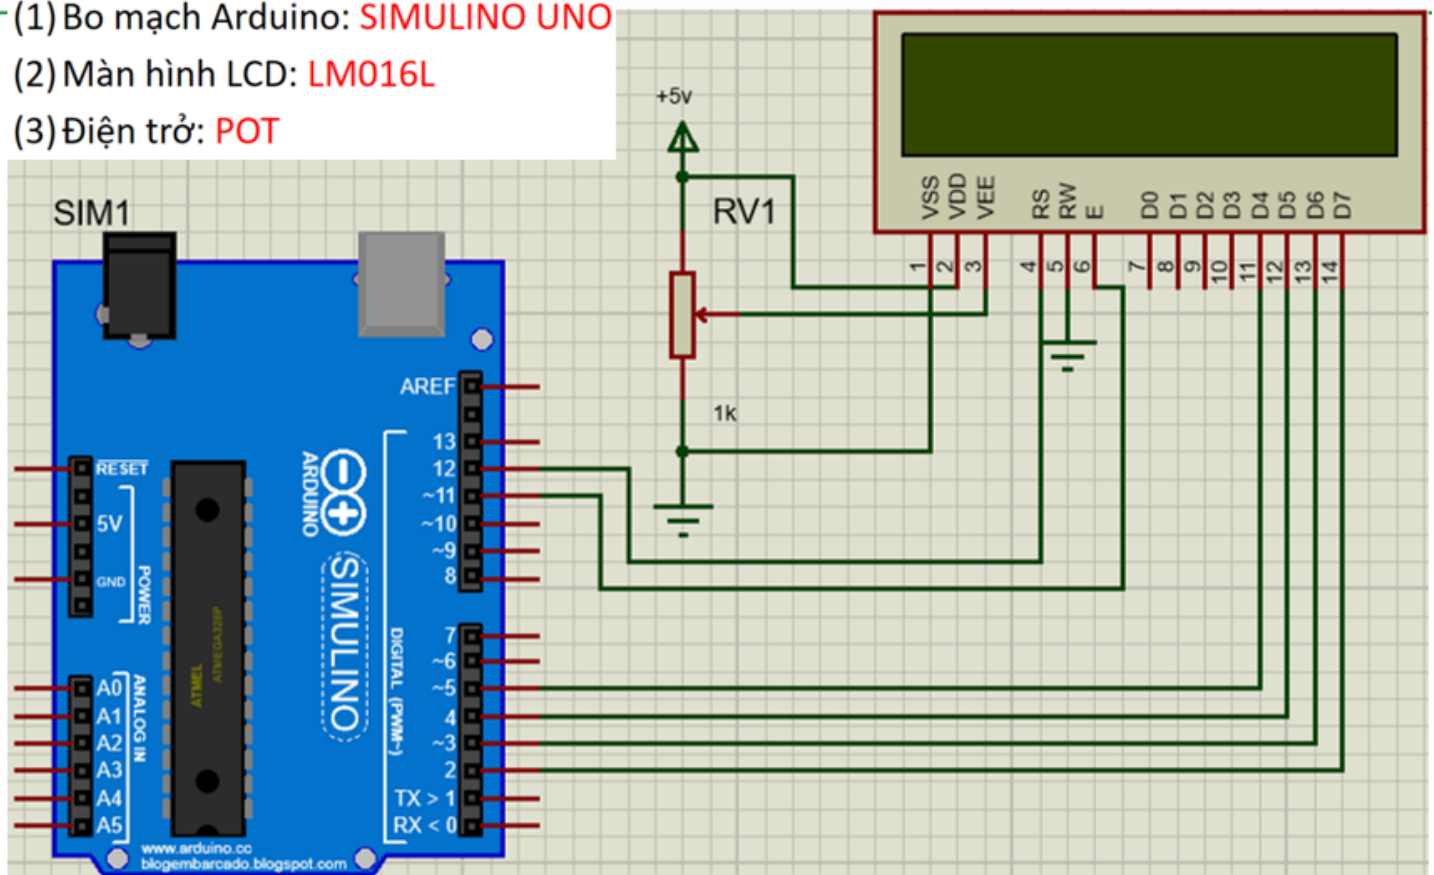 (1) Bo mạch Arduino: SIMULINO UNO
(2) Màn hình LCD: LM016L
(3) Điện trở: POT
+5v
RV1
1k
VSS
VDD
VEE
RS
RW
E
D0
D1
D2
D3
D4
D5
D6
D7
1
2
3
4
5
6
7
8
9
10
11
12
13
14
SIM1
AREF
13
12
~11
~10
~9
8
7
~6
~5
4
~3
2
TX > 1
RX < 0
DIGITAL (PWM~)
ARDUINO
SIMULINO
RESET
5V
GND
POWER
A0
A1
A2
A3
A4
A5
ANALOG IN
ATMEL
ATMEGA328P
www.arduino.cc
blogembarcado.blogspot.com